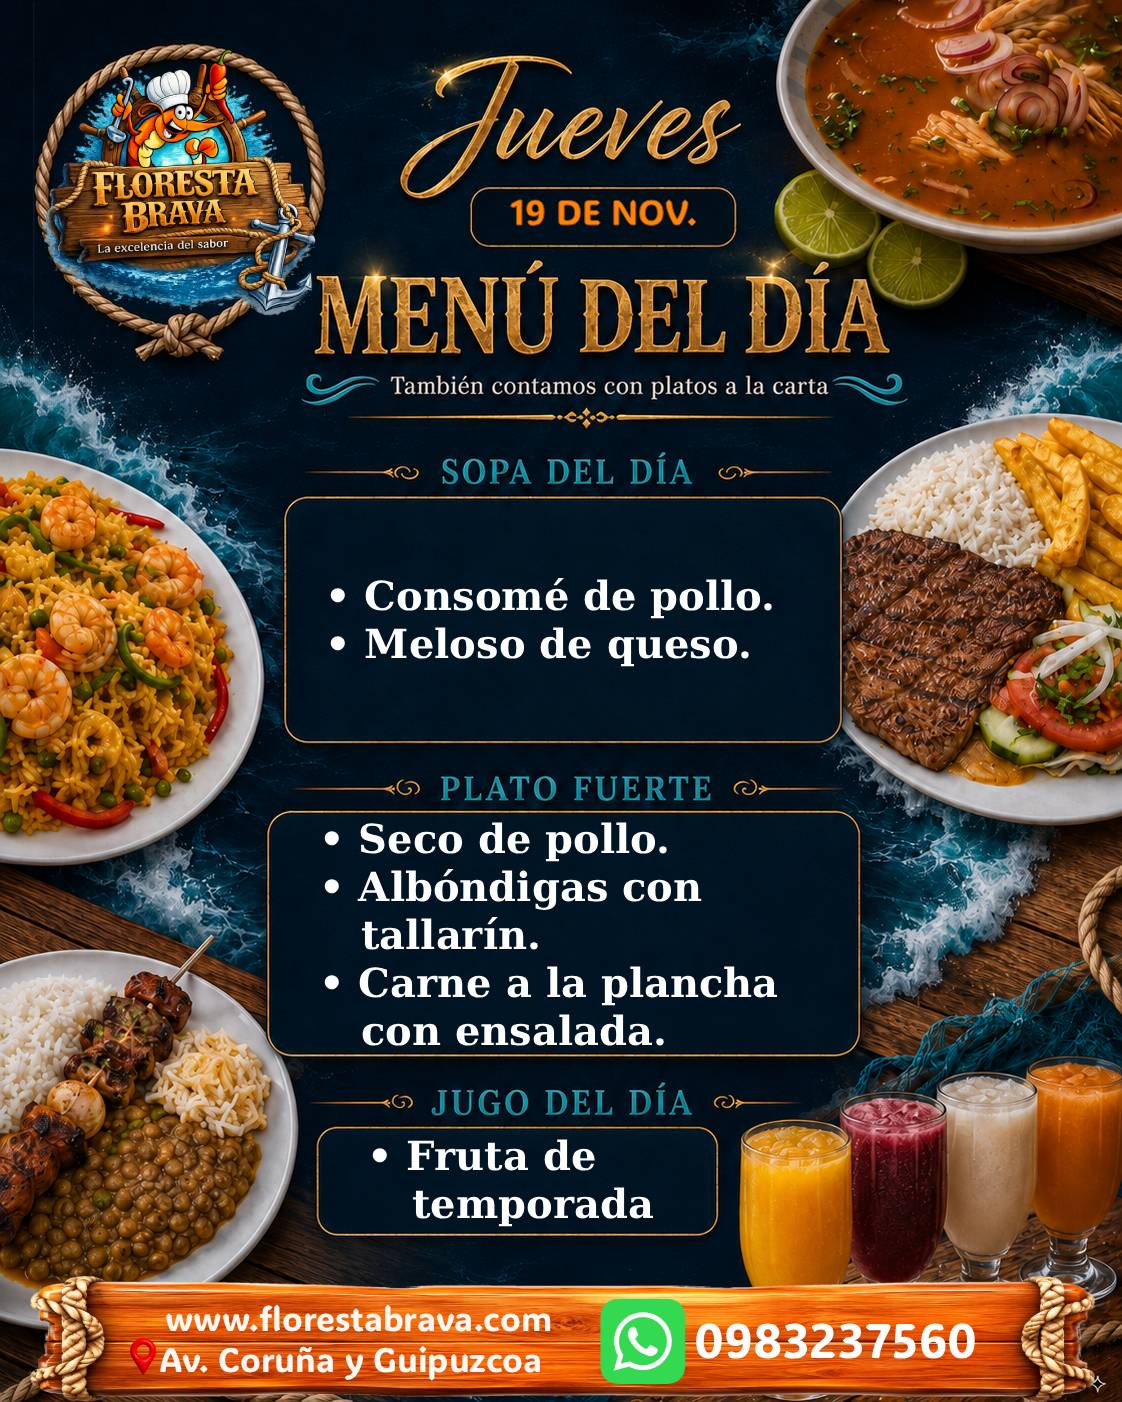 FLORESTA
BRAVA
La excelencia del sabor
Jueves
19 DE NOV.
MENÚ DEL DÍA
También contamos con platos a la carta
SOPA DEL DÍA
• Consomé de pollo.
• Meloso de queso.
PLATO FUERTE
• Seco de pollo.
• Albóndigas con
tallarín.
• Carne a la plancha
con ensalada.
JUGO DEL DÍA
• Fruta de
temporada
www.florestabrava.com
Av. Coruña y Guipuzcoa
0983237560